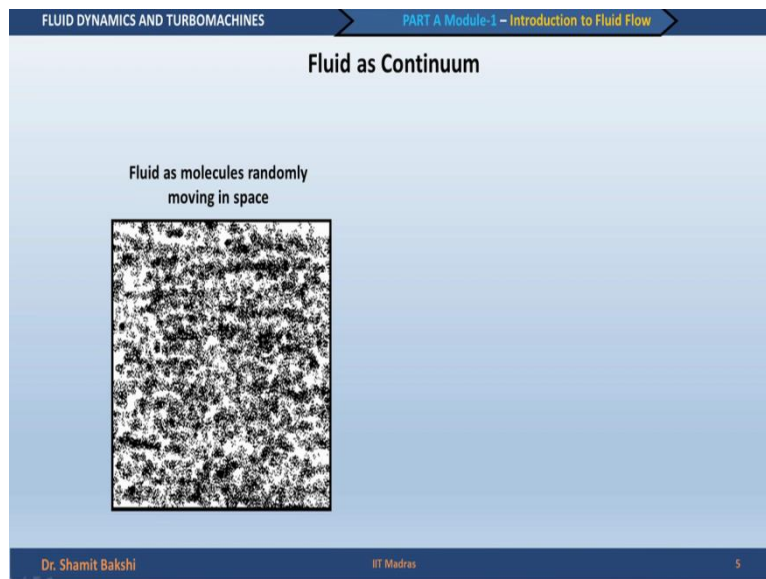 FLUID DYNAMICS AND TURBOMACHINES
PART A Module-1 – Introduction to Fluid Flow
Fluid as Continuum
Fluid as molecules randomly
moving in space
Dr. Shamit Bakshi
IIT Madras
5